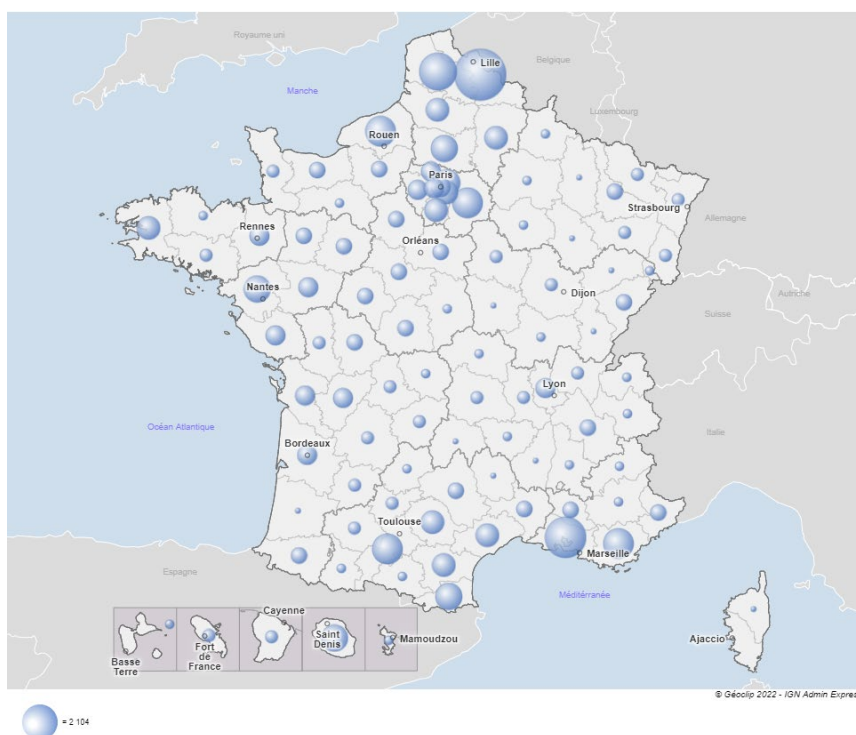 Royaume uni
Belgique
Lille
Manche
Luxembourg
Rouen
Paris
Strasbourg
Allemagne
Rennes
Orléans
Nantes
Dijon
Autriche
Suisse
Lyon
Océan Atlantique
Italie
Bordeaux
Toulouse
Marseille
Espagne
Méditérranée
Cayenne
Saint
Denis
Mamoudzou
Fort
de
France
Basse
Terre
Ajaccio
© Géoclip 2022 - IGN Admin Expres
= 2 104